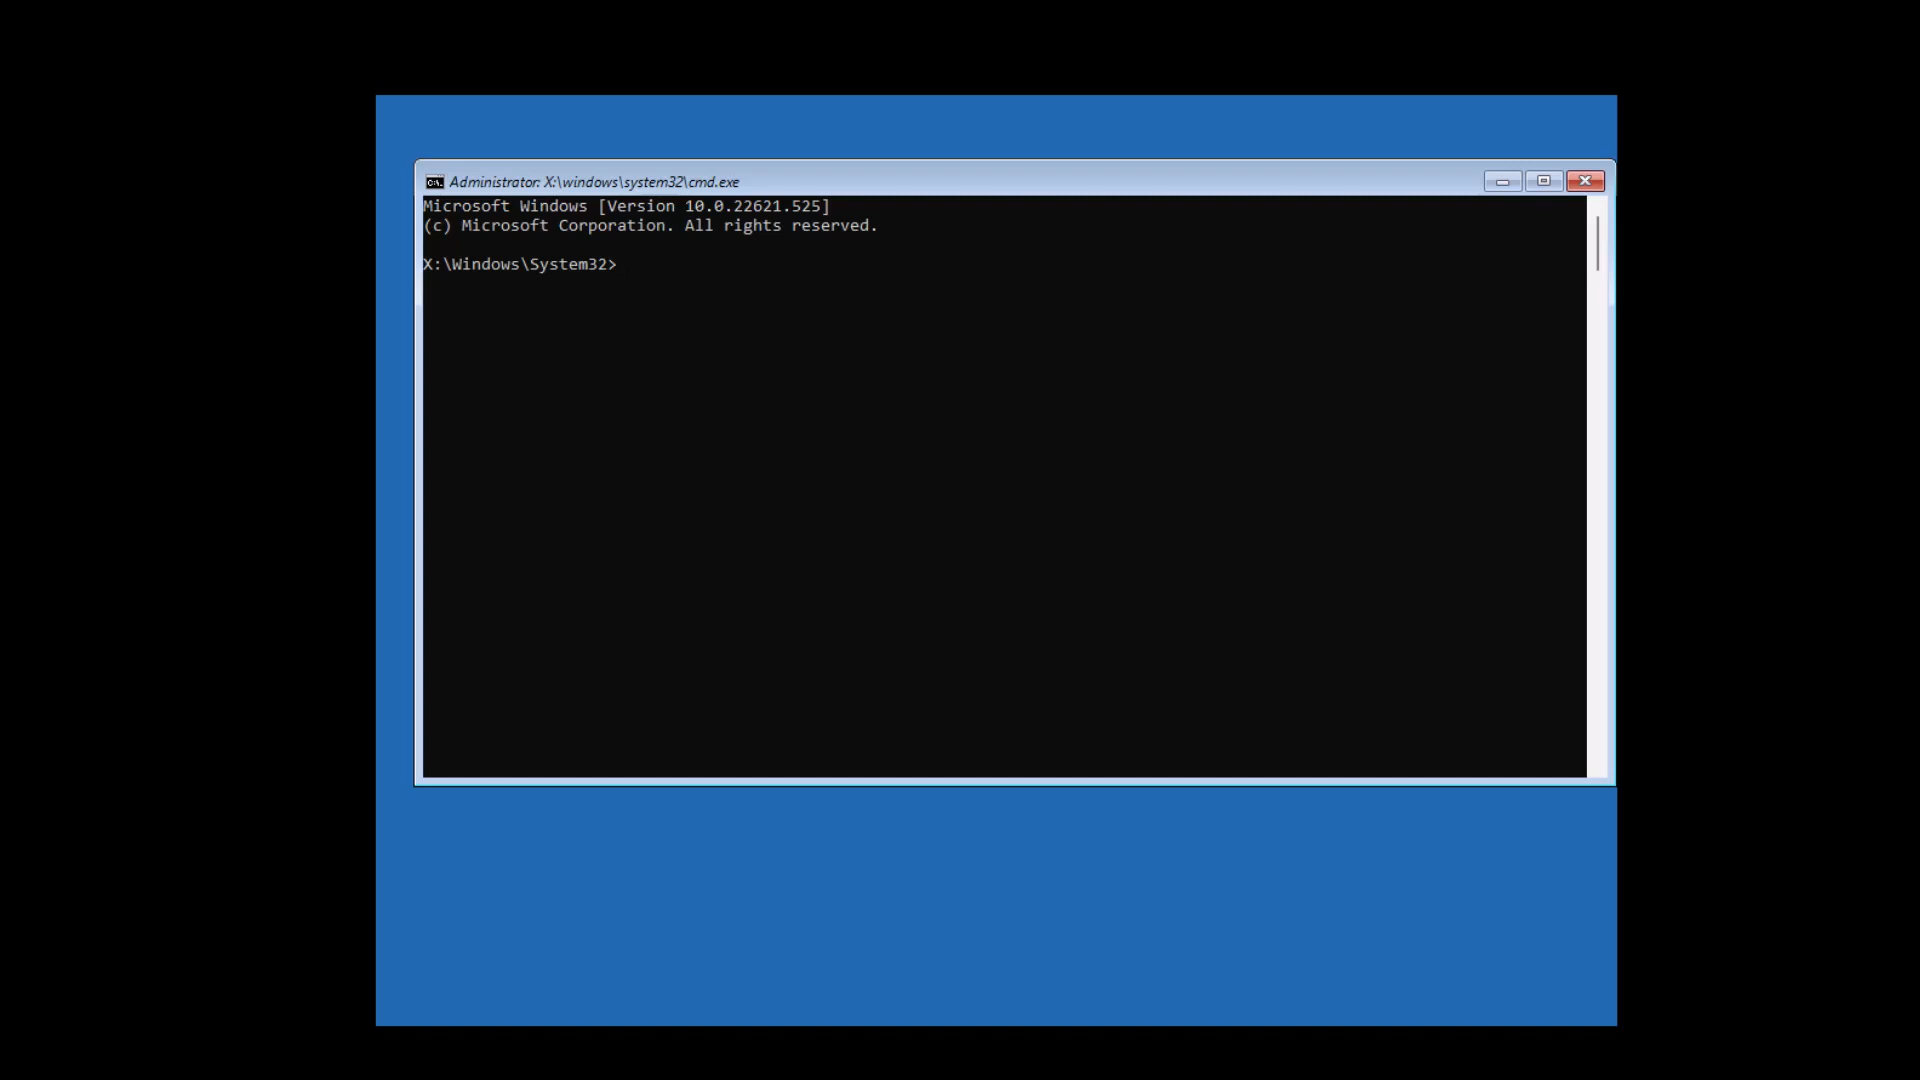 Administrator: X:\windows\system32\cmd.exe
Microsoft Windows [Version 10.0.22621.525]
(c) Microsoft Corporation. All rights reserved.
X:\Windows\System32>